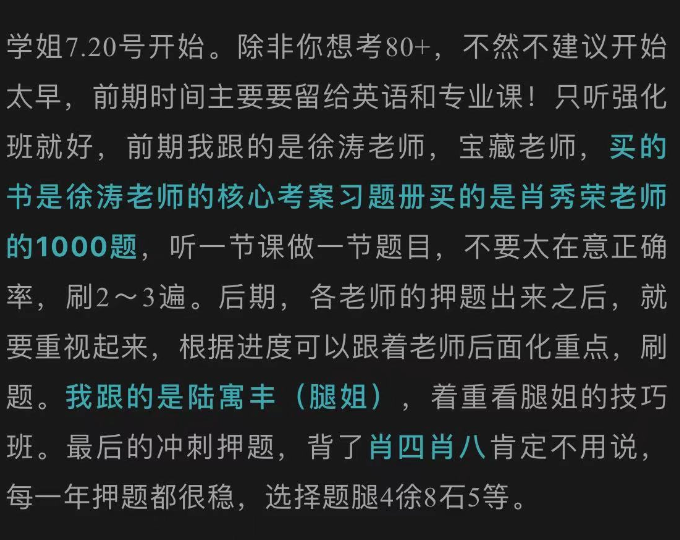 学姐7.20号开始。除非你想考80+，不然不建议开始
太早，前期时间主要要留给英语和专业课！只听强化
班就好，前期我跟的是徐涛老师，宝藏老师，买的
书是徐涛老师的核心考案习题册买的是肖秀荣老师
的1000题，听一节课做一节题目，不要太在意正确
率，刷2～3遍。后期，各老师的押题出来之后，就
要重视起来，根据进度可以跟着老师后面化重点，刷
题。我跟的是陆寓丰（腿姐），着重看腿姐的技巧
班。最后的冲刺押题，背了肖四肖八肯定不用说，
每一年押题都很稳，选择题腿4徐8石5等。